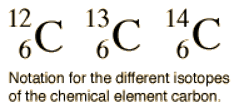 ¹²₆C ¹³₆C ¹⁴₆C
Notation for the different isotopes
of the chemical element carbon.